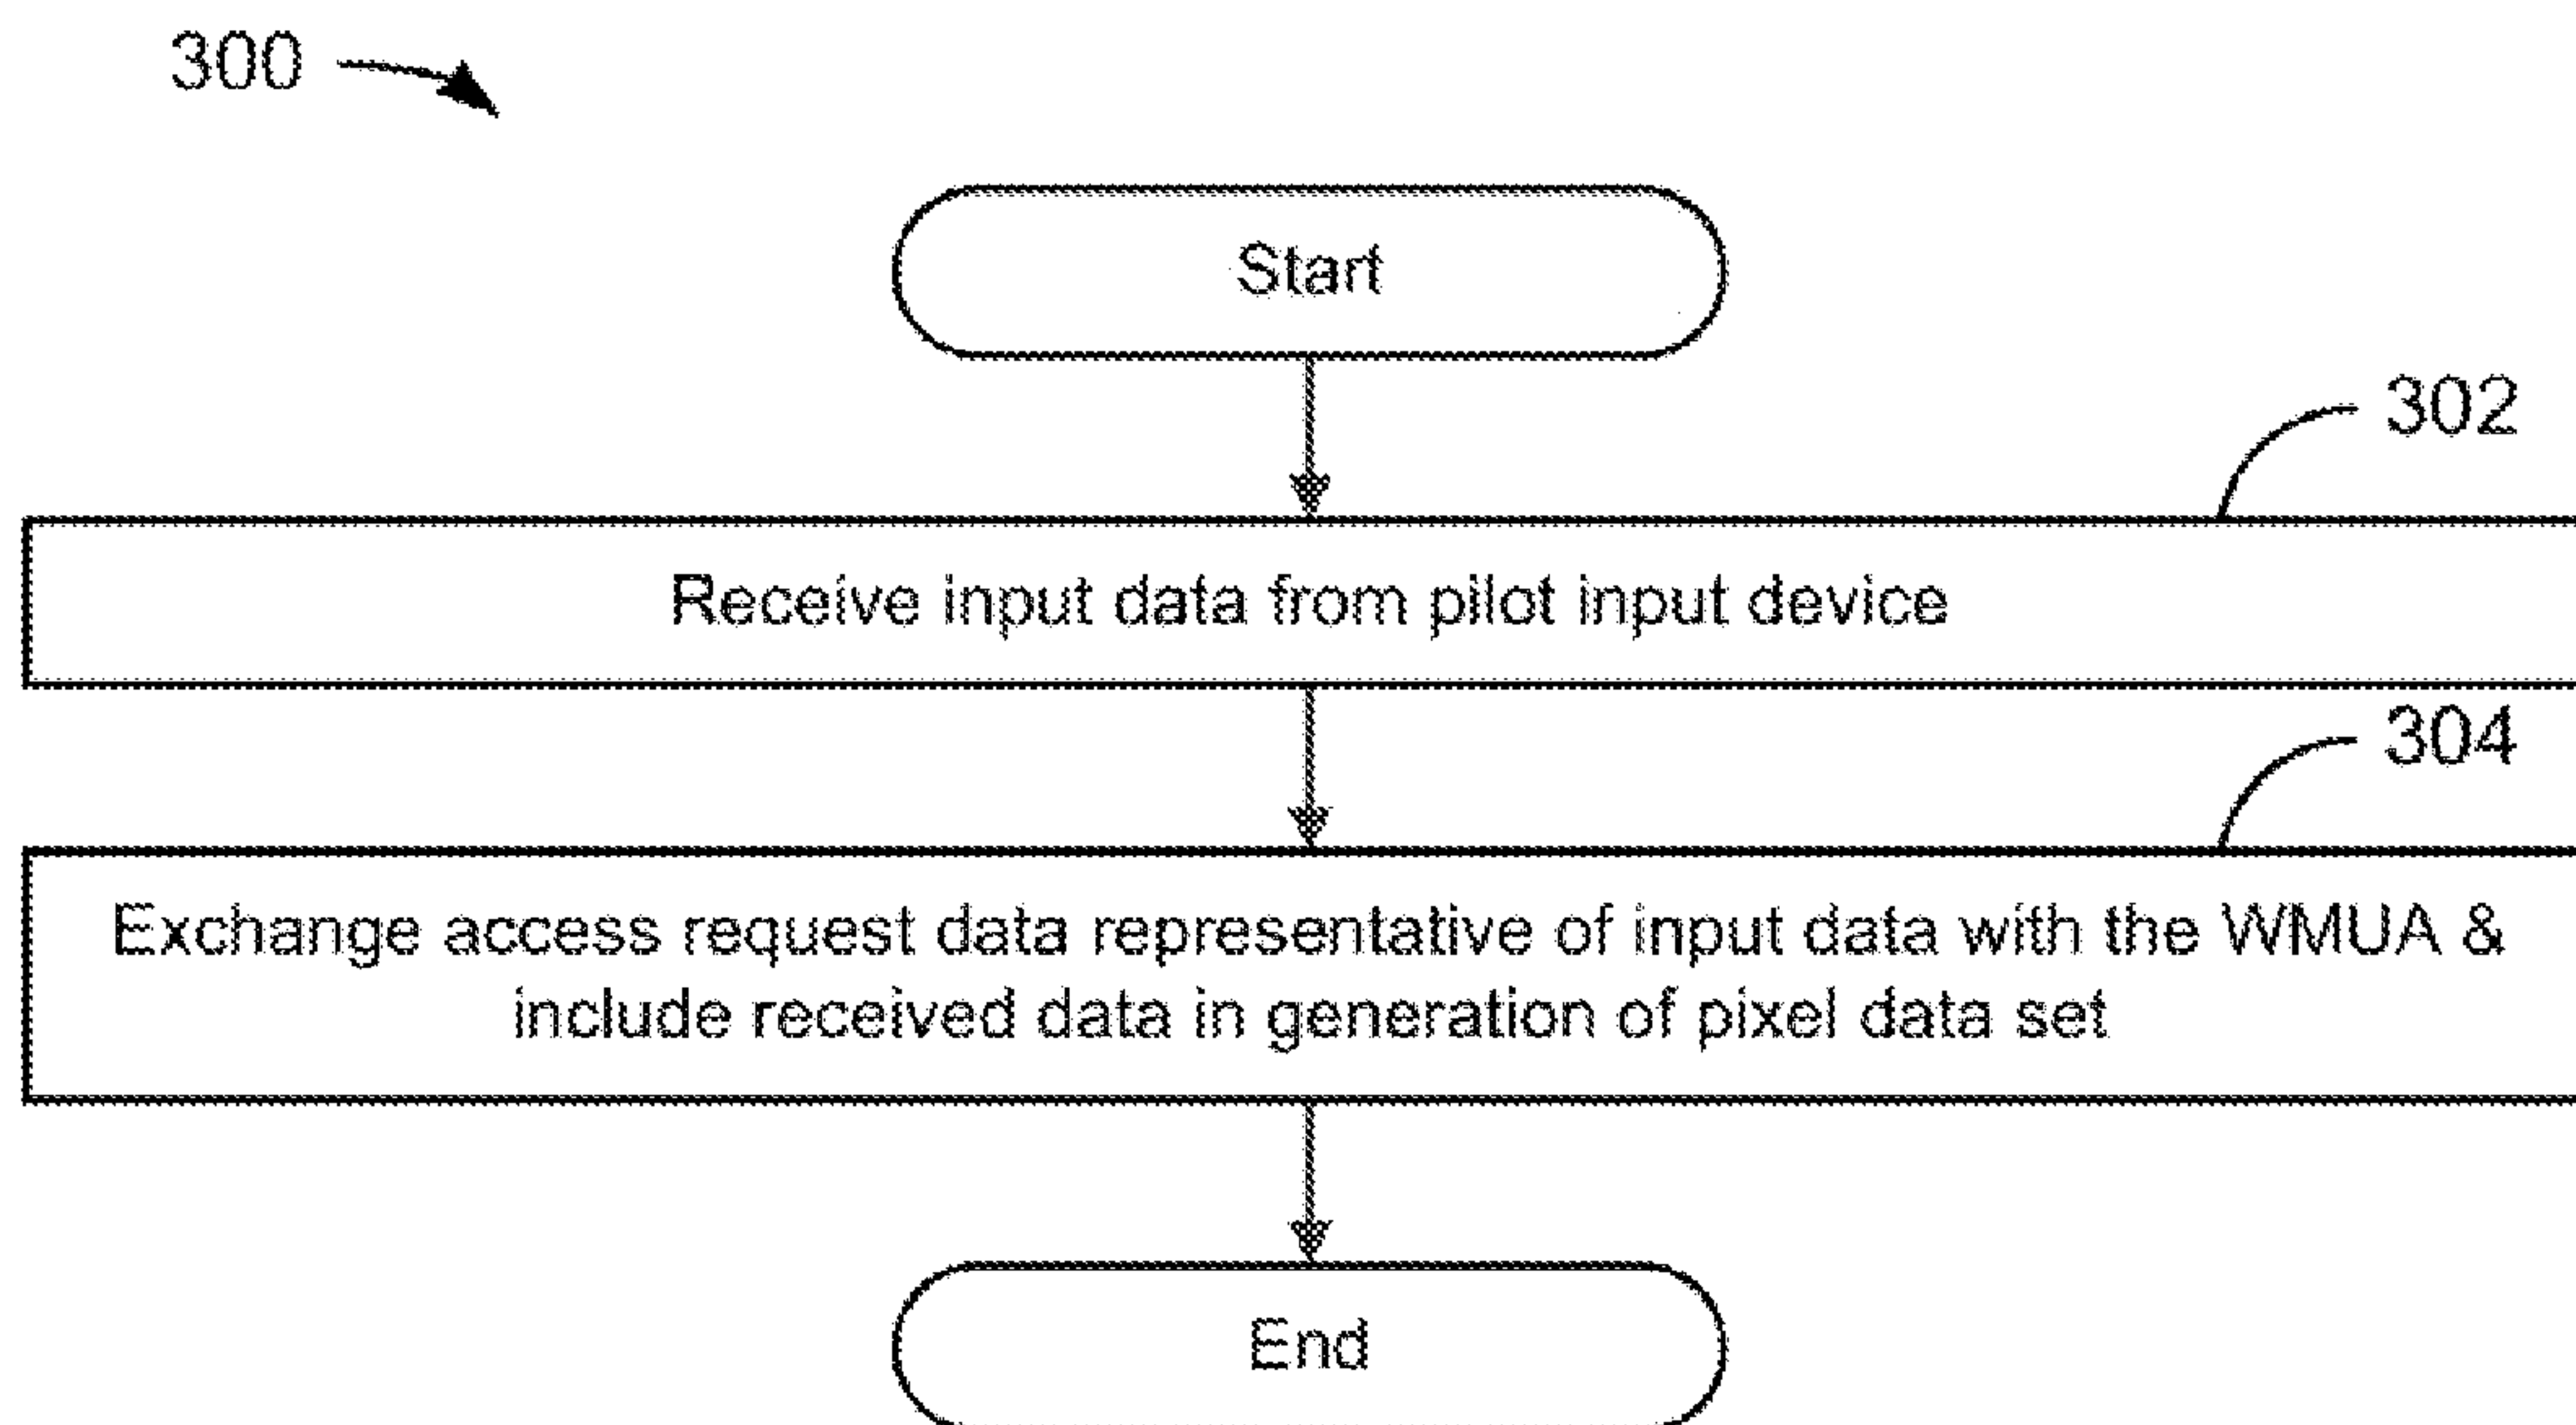 300
Start
302
Receive input data from pilot input device
304
Exchange access request data representative of input data with the WMUA &
include received data in generation of pixel data set
End